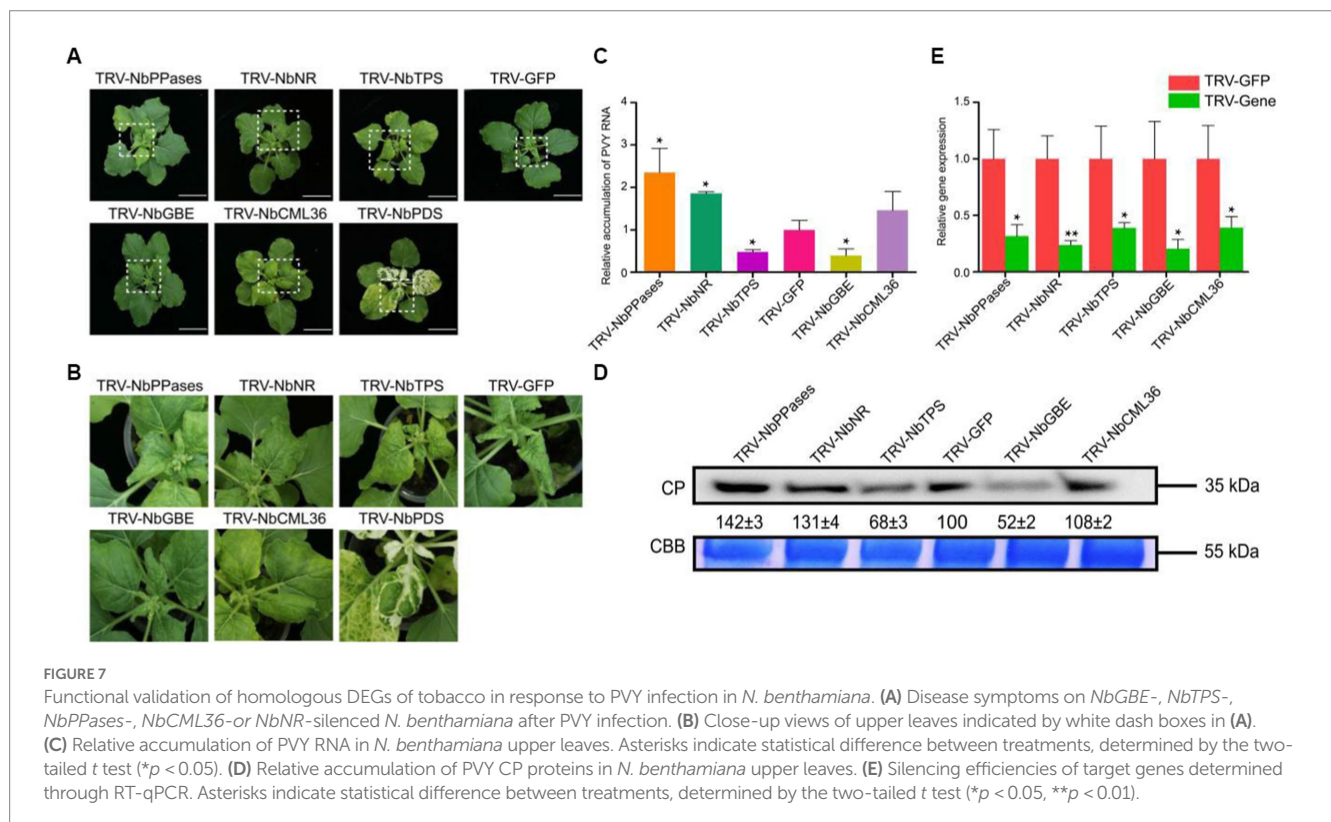 A
TRV-NbPPases TRV-NbNR TRV-NbTPS TRV-GFP
TRV-NbGBE TRV-NbCML36 TRV-NbPDS
B
TRV-NbPPases TRV-NbNR TRV-NbTPS TRV-GFP
TRV-NbGBE TRV-NbCML36 TRV-NbPDS
C
Relative accumulation of PVY RNA
4
3
2
1
0
* * * *
TRV-NbPPases TRV-NbNR TRV-NbTPS TRV-GFP TRV-NbGBE TRV-NbCML36
E
TRV-GFP
TRV-Gene
Relative gene expression
1.5
1.0
0.5
0.0
* ** * * *
TRV-NbPPases TRV-NbNR TRV-NbTPS TRV-NbGBE TRV-NbCML36
D
TRV-NbPPases TRV-NbNR TRV-NbTPS TRV-GFP TRV-NbGBE TRV-NbCML36
CP 35 kDa
142±3 131±4 68±3 100 52±2 108±2
CBB 55 kDa
FIGURE 7
Functional validation of homologous DEGs of tobacco in response to PVY infection in N. benthamiana. (A) Disease symptoms on NbGBE-, NbTPS-,
NbPPases-, NbCML36-or NbNR-silenced N. benthamiana after PVY infection. (B) Close-up views of upper leaves indicated by white dash boxes in (A).
(C) Relative accumulation of PVY RNA in N. benthamiana upper leaves. Asterisks indicate statistical difference between treatments, determined by the two-
tailed t test (*p < 0.05). (D) Relative accumulation of PVY CP proteins in N. benthamiana upper leaves. (E) Silencing efficiencies of target genes determined
through RT-qPCR. Asterisks indicate statistical difference between treatments, determined by the two-tailed t test (*p < 0.05, **p < 0.01).